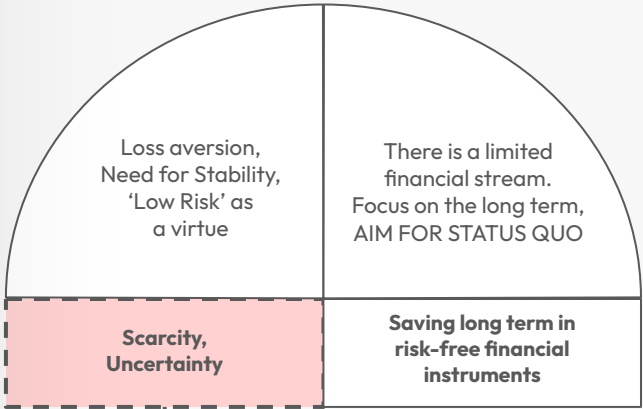 Loss aversion,
Need for Stability,
‘Low Risk’ as
a virtue
There is a limited
financial stream.
Focus on the long term,
AIM FOR STATUS QUO
Scarcity,
Uncertainty
Saving long term in
risk-free financial
instruments